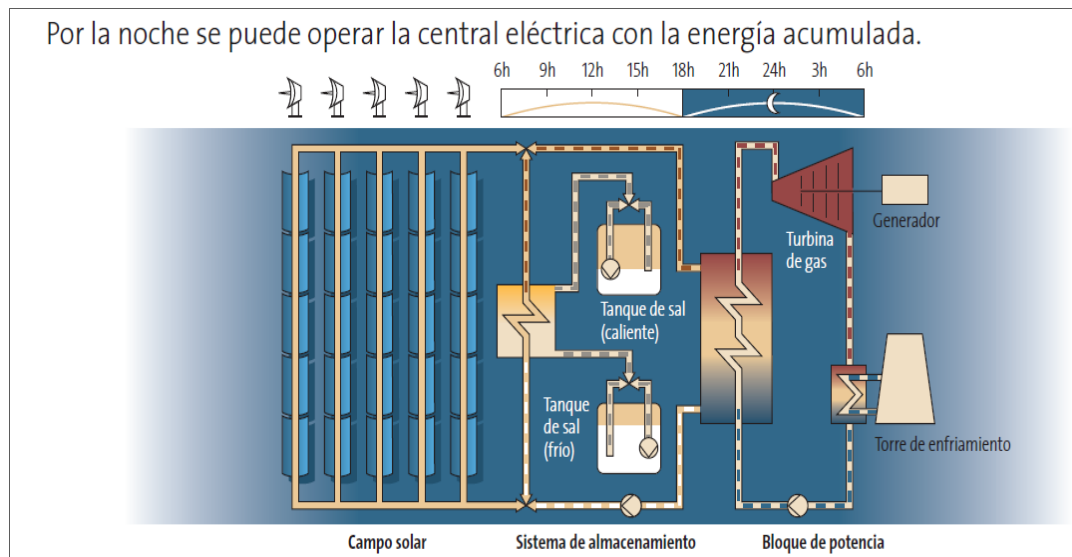 Por la noche se puede operar la central eléctrica con la energía acumulada.
6h 9h 12h 15h 18h 21h 24h 3h 6h
Generador
Turbina
de gas
Tanque de sal
(caliente)
Tanque
de sal
(frío)
Torre de enfriamiento
Campo solar Sistema de almacenamiento Bloque de potencia